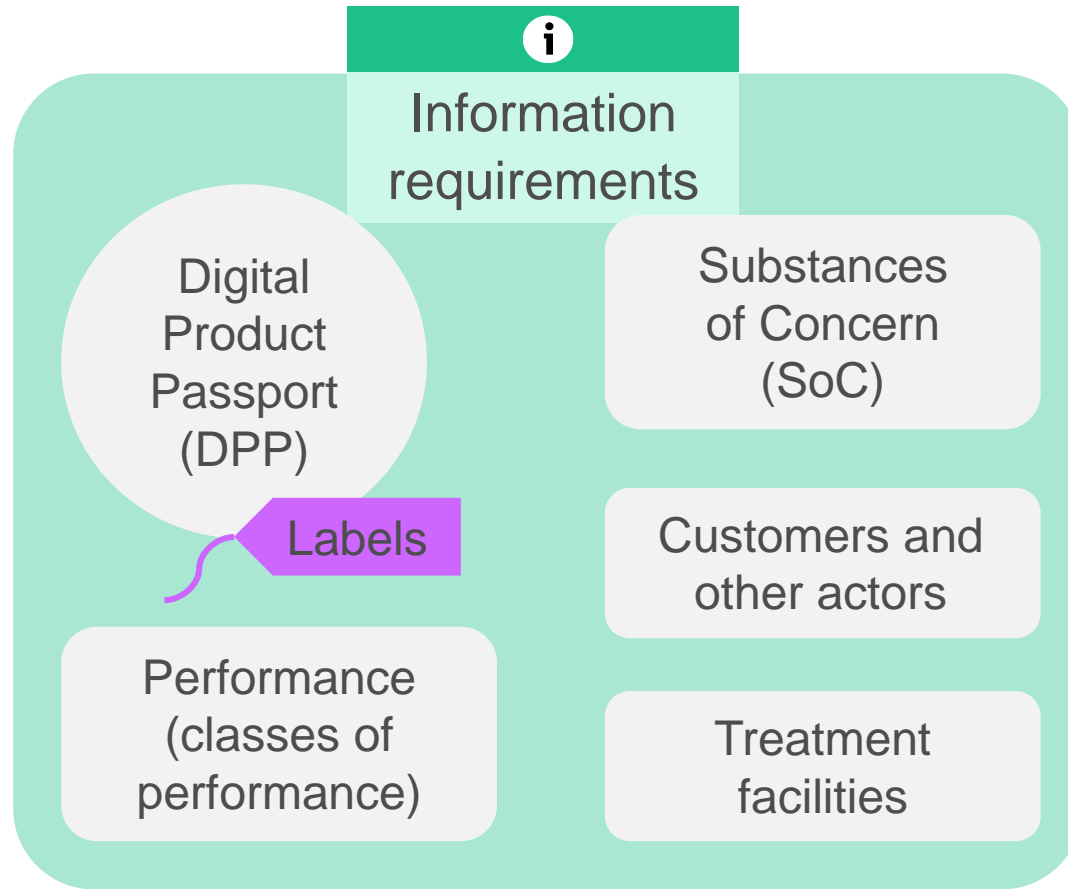 i
Information
requirements
Digital
Product
Passport
(DPP)
Labels
Performance
(classes of
performance)
Substances
of Concern
(SoC)
Customers and
other actors
Treatment
facilities